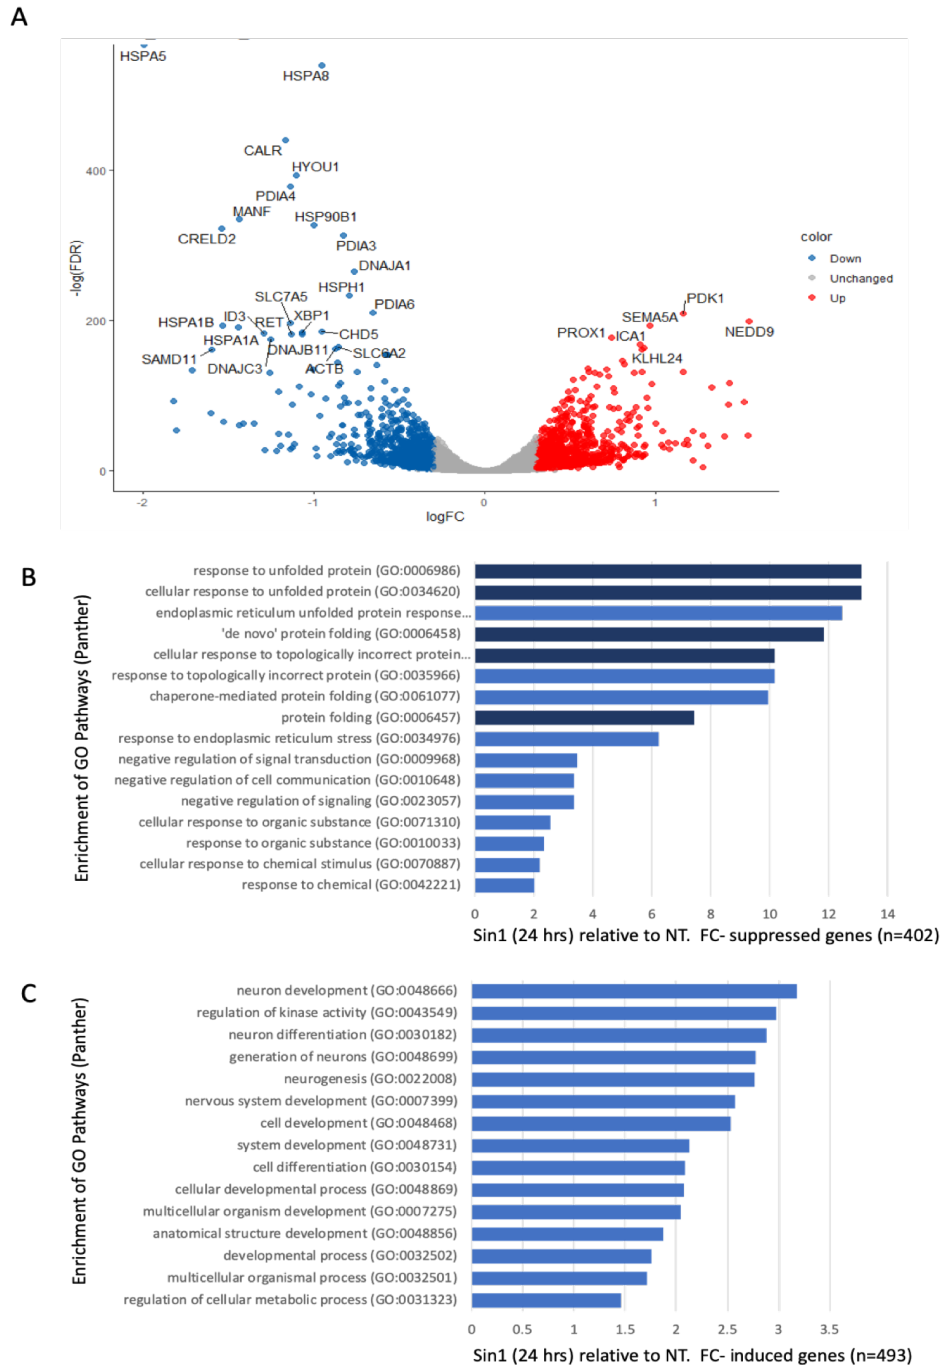 A
HSPA5
HSPA8
CALR
HYOU1
400
PDIA4
MANF
HSP90B1
CRELD2
PDIA3
color
-log(FDR)
DNAJA1
Down
HSPH1
Unchanged
SLC7A5
PDIA6
PDK1
Up
HSPA1B ID3 RET XBP1
SEMA5A
200
NEDD9
HSPA1A
CHD5
PROX1 ICA1
DNAJB11
SLC6A2
KLHL24
SAMD11
DNAJC3
ACTB
0
-2 -1 0 1
logFC
B
Enrichment of GO Pathways (Panther)
response to unfolded protein (GO:0006986)
cellular response to unfolded protein (GO:0034620)
endoplasmic reticulum unfolded protein response...
'de novo' protein folding (GO:0006458)
cellular response to topologically incorrect protein...
response to topologically incorrect protein (GO:0035966)
chaperone-mediated protein folding (GO:0061077)
protein folding (GO:0006457)
response to endoplasmic reticulum stress (GO:0034976)
negative regulation of signal transduction (GO:0009968)
negative regulation of cell communication (GO:0010648)
negative regulation of signaling (GO:0023057)
cellular response to organic substance (GO:0071310)
response to organic substance (GO:0010033)
cellular response to chemical stimulus (GO:0070887)
response to chemical (GO:0042221)
0 2 4 6 8 10 12 14
Sin1 (24 hrs) relative to NT. FC- suppressed genes (n=402)
C
Enrichment of GO Pathways (Panther)
neuron development (GO:0048666)
regulation of kinase activity (GO:0043549)
neuron differentiation (GO:0030182)
generation of neurons (GO:0048699)
neurogenesis (GO:0022008)
nervous system development (GO:0007399)
cell development (GO:0048468)
system development (GO:0048731)
cell differentiation (GO:0030154)
cellular developmental process (GO:0048869)
multicellular organism development (GO:0007275)
anatomical structure development (GO:0048856)
developmental process (GO:0032502)
multicellular organismal process (GO:0032501)
regulation of cellular metabolic process (GO:0031323)
0 0.5 1 1.5 2 2.5 3 3.5
Sin1 (24 hrs) relative to NT. FC- induced genes (n=493)